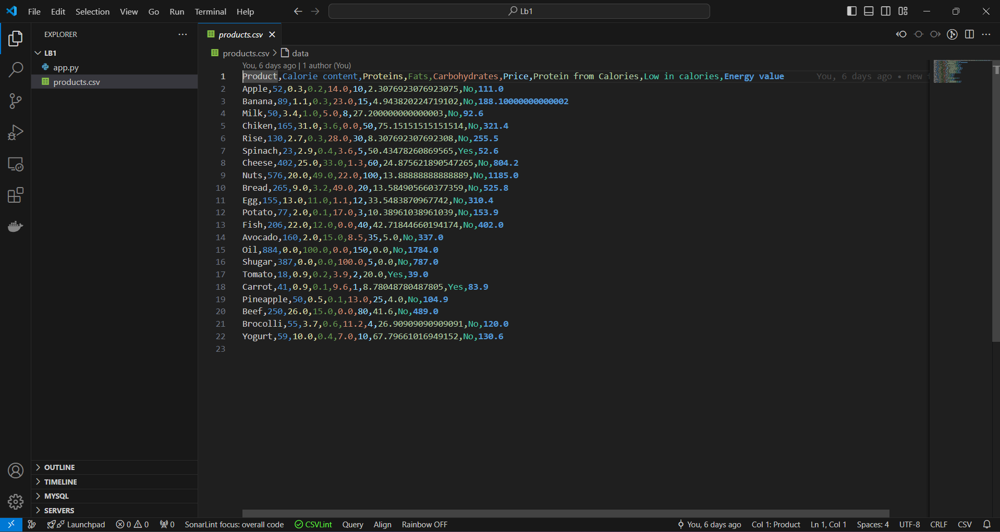 File Edit Selection View Go Run Terminal Help Lb1
EXPLORER
LB1
app.py
products.csv
OUTLINE
TIMELINE
MYSQL
SERVERS
products.csv
products.csv > data
You, 6 days ago | 1 author (You)
1 Product,Calorie content,Proteins,Fats,Carbohydrates,Price,Protein from Calories,Low in calories,Energy value You, 6 days ago • new
2 Apple,52,0.3,0.2,14.0,10,2.3076923076923075,No,111.0
3 Banana,89,1.1,0.3,23.0,15,4.943820224719102,No,188.10000000000002
4 Milk,50,3.4,1.0,5.0,8,27.200000000000003,No,92.6
5 Chiken,165,31.0,3.6,0.0,50,75.15151515151514,No,321.4
6 Rise,130,2.7,0.3,28.0,30,8.307692307692308,No,255.5
7 Spinach,23,2.9,0.4,3.6,5,50.43478260869565,Yes,52.6
8 Cheese,402,25.0,33.0,1.3,60,24.875621890547265,No,804.2
9 Nuts,576,20.0,49.0,22.0,100,13.88888888888889,No,1185.0
10 Bread,265,9.0,3.2,49.0,20,13.584905660377359,No,525.8
11 Egg,155,13.0,11.0,1.1,12,33.5483870967742,No,310.4
12 Potato,77,2.0,0.1,17.0,3,10.38961038961039,No,153.9
13 Fish,206,22.0,12.0,0.0,40,42.71844660194174,No,402.0
14 Avocado,160,2.0,15.0,8.5,35,5.0,No,337.0
15 Oil,884,0.0,100.0,0.0,150,0.0,No,1784.0
16 Shugar,387,0.0,0.0,100.0,5,0.0,No,787.0
17 Tomato,18,0.9,0.2,3.9,2,20.0,Yes,39.0
18 Carrot,41,0.9,0.1,9.6,1,8.78048780487805,Yes,83.9
19 Pineapple,50,0.5,0.1,13.0,25,4.0,No,104.9
20 Beef,250,26.0,15.0,0.0,80,41.6,No,489.0
21 Brocolli,55,3.7,0.6,11.2,4,26.90909090909091,No,120.0
22 Yogurt,59,10.0,0.4,7.0,10,67.79661016949152,No,130.6
23
Launchpad 0 0 0 SonarLint focus: overall code CSVLint Query Align Rainbow OFF You, 6 days ago Col 1: Product Ln 1, Col 1 Spaces: 4 UTF-8 CRLF CSV